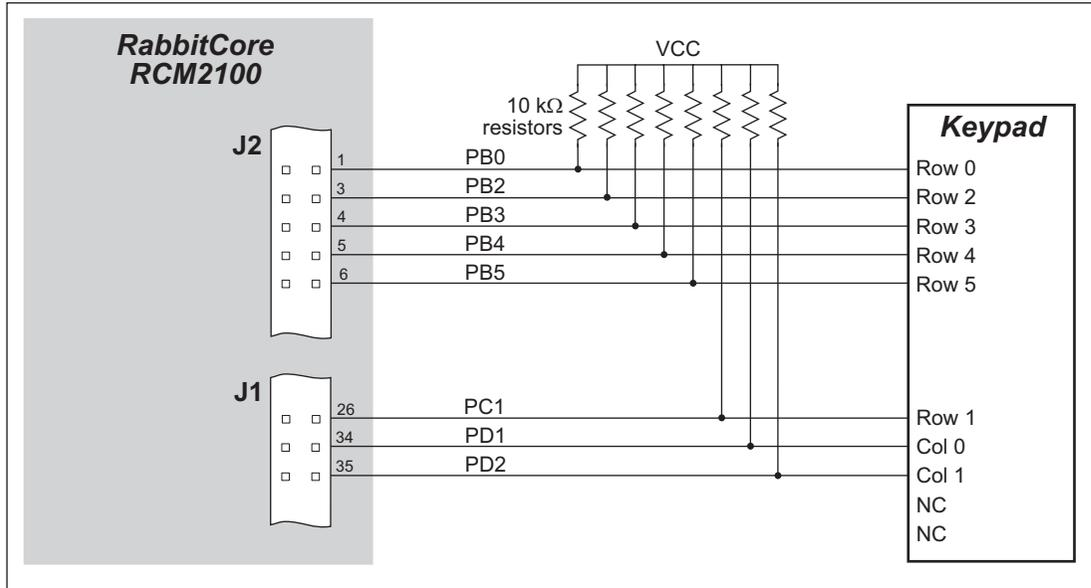 RabbitCore
RCM2100
VCC
10 kΩ
resistors
Keypad
J2
1 PB0 Row 0
3 PB2 Row 2
4 PB3 Row 3
5 PB4 Row 4
6 PB5 Row 5
J1
26 PC1 Row 1
34 PD1 Col 0
35 PD2 Col 1
NC
NC